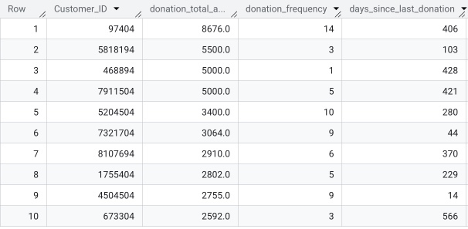 Row Customer_ID donation_total_a... donation_frequency days_since_last_donation
1 97404 8676.0 14 406
2 5818194 5500.0 3 103
3 468894 5000.0 1 428
4 7911504 5000.0 5 421
5 5204504 3400.0 10 280
6 7321704 3064.0 9 44
7 8107694 2910.0 6 370
8 1755404 2802.0 5 229
9 4504504 2755.0 9 14
10 673304 2592.0 3 566